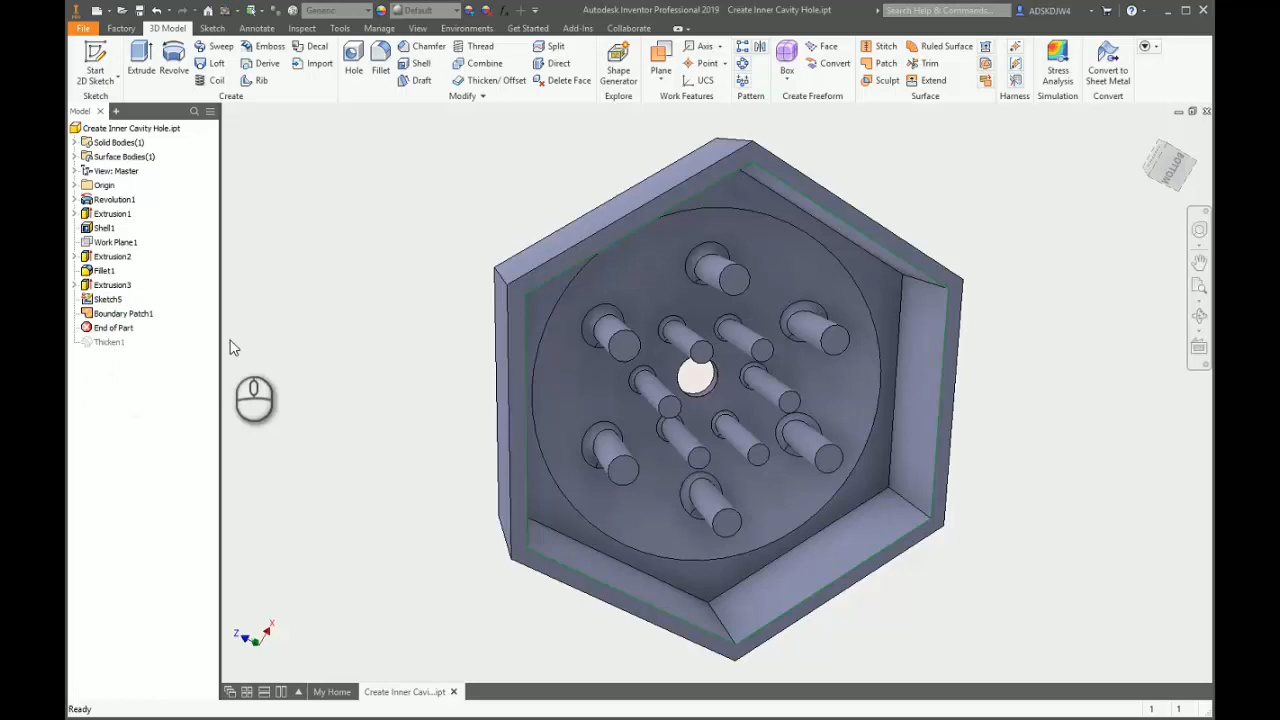 Generic
Default
Autodesk Inventor Professional 2019 Create Inner Cavity Hole.ipt
Search Help & Commands...
ADSKDJW4
File Factory 3D Model Sketch Annotate Inspect Tools Manage View Environments Get Started Add-Ins Collaborate
Start
2D Sketch
Extrude
Revolve
Sweep
Emboss
Decal
Loft
Derive
Import
Coil
Rib
Hole
Fillet
Chamfer
Thread
Split
Shell
Combine
Direct
Draft
Thicken/ Offset
Delete Face
Shape
Generator
Plane
Axis
Point
UCS
Box
Face
Convert
Stitch
Ruled Surface
Patch
Trim
Sculpt
Extend
Stress
Analysis
Convert to
Sheet Metal
Sketch
Create
Modify
Explore
Work Features
Pattern
Create Freeform
Surface
Harness
Simulation
Convert
Model
Create Inner Cavity Hole.ipt
Solid Bodies(1)
Surface Bodies(1)
View: Master
Origin
Revolution1
Extrusion1
Shell1
Work Plane1
Extrusion2
Fillet1
Extrusion3
Sketch5
Boundary Patch1
End of Part
Thicken1
BOTTOM
X
Z
My Home
Create Inner Cavi...ipt
Ready
1 1